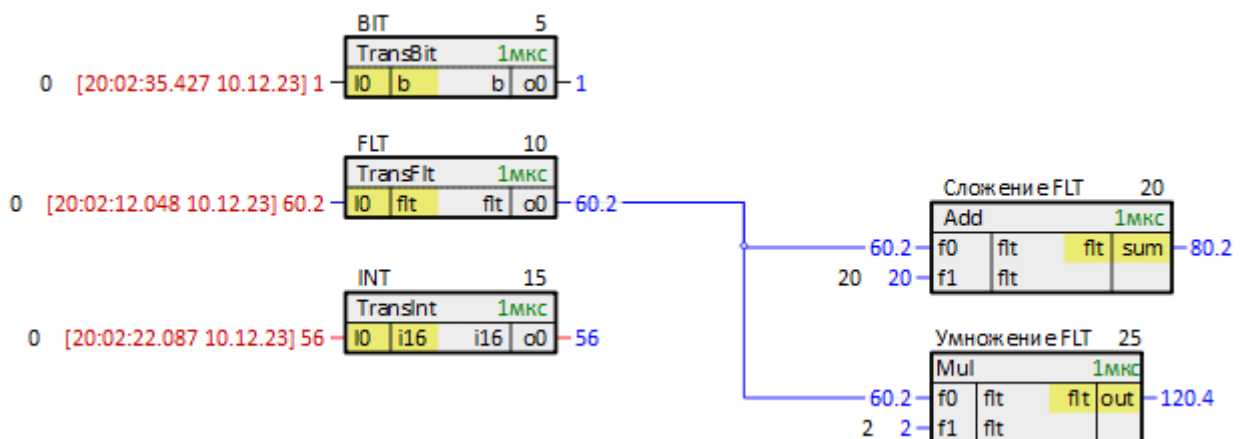 BIT 5
TransBit 1мкс
0 [20:02:35.427 10.12.23] 1 I0 b b o0 1
FLT 10
TransFlt 1мкс
0 [20:02:12.048 10.12.23] 60.2 I0 flt flt o0 60.2
Сложение FLT 20
Add 1мкс
60.2 f0 flt flt sum 80.2
20 20 f1 flt
INT 15
TransInt 1мкс
0 [20:02:22.087 10.12.23] 56 I0 i16 i16 o0 56
Умножение FLT 25
Mul 1мкс
60.2 f0 flt flt out 120.4
2 2 f1 flt